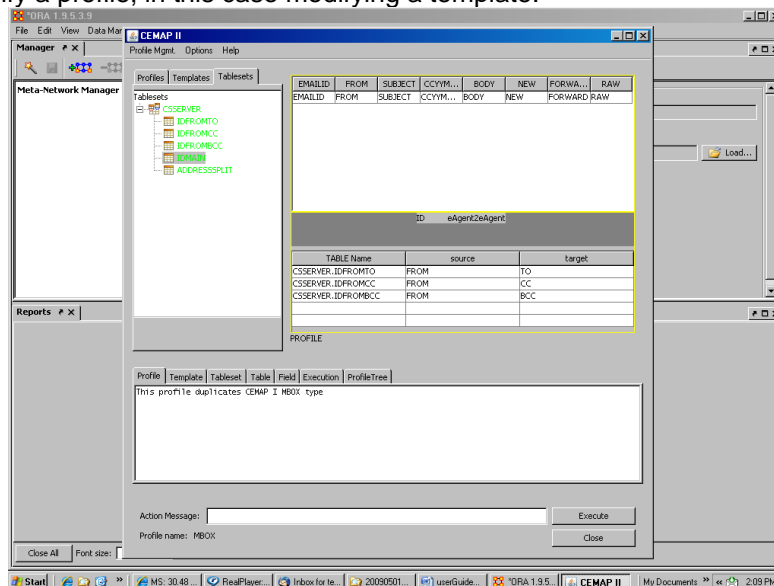 ify a profile, in this case modifying a template.
*ORA 1.9.5.3.9
File Edit View Data Mar
Manager
Meta-Network Manager
Load...
Reports
Close All Font size:
CEMAP II
Profile Mgmt. Options Help
Profiles Templates Tablesets
Tablesets
CSSERVER
IDFROMTO
IDFROMCC
IDFROMBCC
IDMAIN
ADDRESSSPLIT
EMAILID FROM SUBJECT CCYYM... BODY NEW FORWA... RAW
EMAILID FROM SUBJECT CCYYM... BODY NEW FORWARD RAW
ID eAgent2eAgent
TABLE Name source target
CSSERVER.IDFROMTO FROM TO
CSSERVER.IDFROMCC FROM CC
CSSERVER.IDFROMBCC FROM BCC
PROFILE
Profile Template Tableset Table Field Execution ProfileTree
This profile duplicates CEMAP I MBOX type
Action Message: Execute
Profile name: MBOX Close
Start » MS: 30.48 ... RealPlayer:... Inbox for te... 20090501... userGuide... *ORA 1.9.5... CEMAP II My Documents » « 2:09 PM